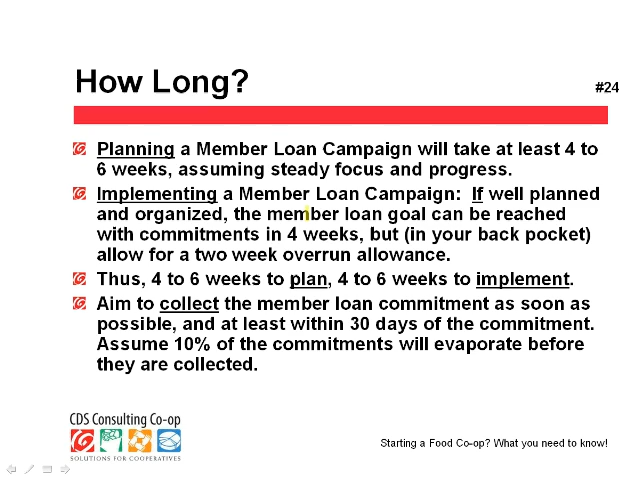 How Long?
#24
Planning a Member Loan Campaign will take at least 4 to
6 weeks, assuming steady focus and progress.
Implementing a Member Loan Campaign: If well planned
and organized, the member loan goal can be reached
with commitments in 4 weeks, but (in your back pocket)
allow for a two week overrun allowance.
Thus, 4 to 6 weeks to plan, 4 to 6 weeks to implement.
Aim to collect the member loan commitment as soon as
possible, and at least within 30 days of the commitment.
Assume 10% of the commitments will evaporate before
they are collected.
CDS Consulting Co-op
SOLUTIONS FOR COOPERATIVES
Starting a Food Co-op? What you need to know!